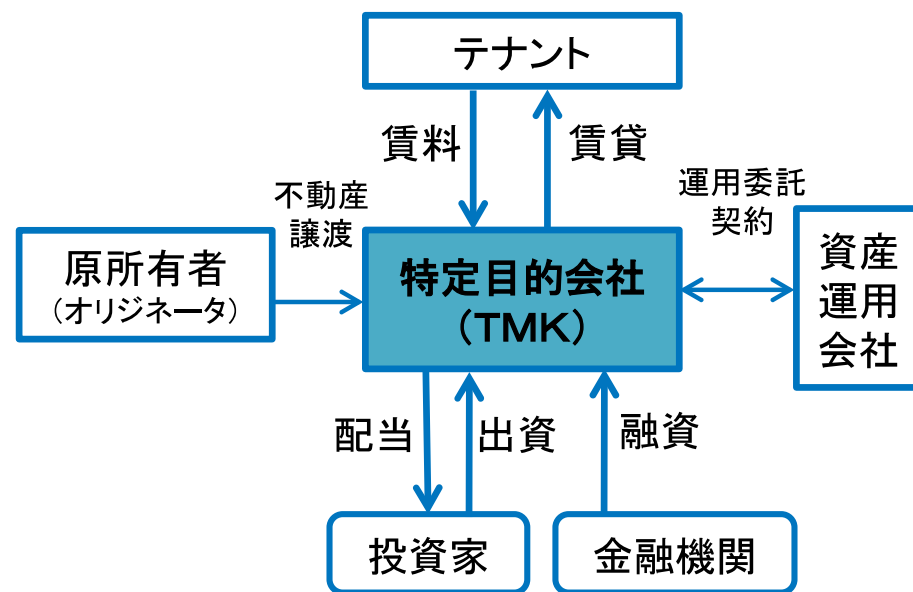 テナント
賃料
賃貸
不動産
譲渡
運用委託
契約
原所有者
（オリジネータ）
特定目的会社
（ＴＭＫ）
資産
運用
会社
配当
出資
融資
投資家
金融機関